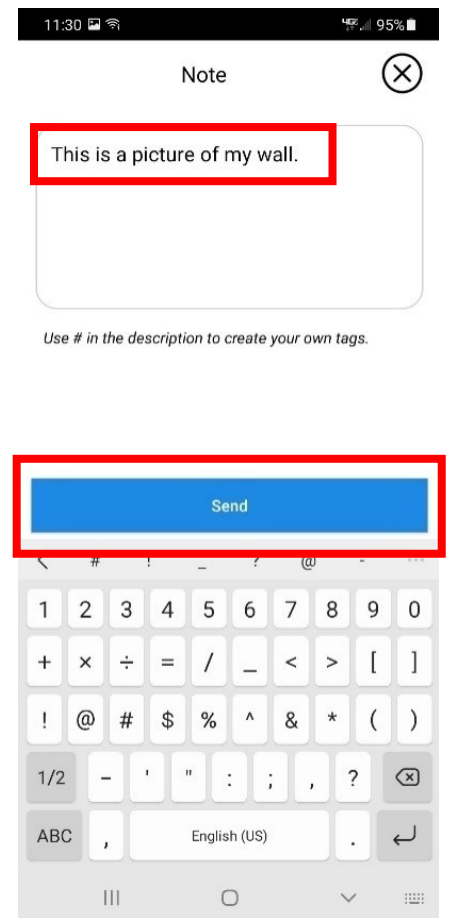 11:30 95%
Note
This is a picture of my wall.
Use # in the description to create your own tags.
Send
# ! _ ? @ - ...
1 2 3 4 5 6 7 8 9 0
+ × ÷ = / _ < > [ ]
! @ # $ % ^ & * ( )
1/2 - ' " : ; , ?
ABC , English (US) .